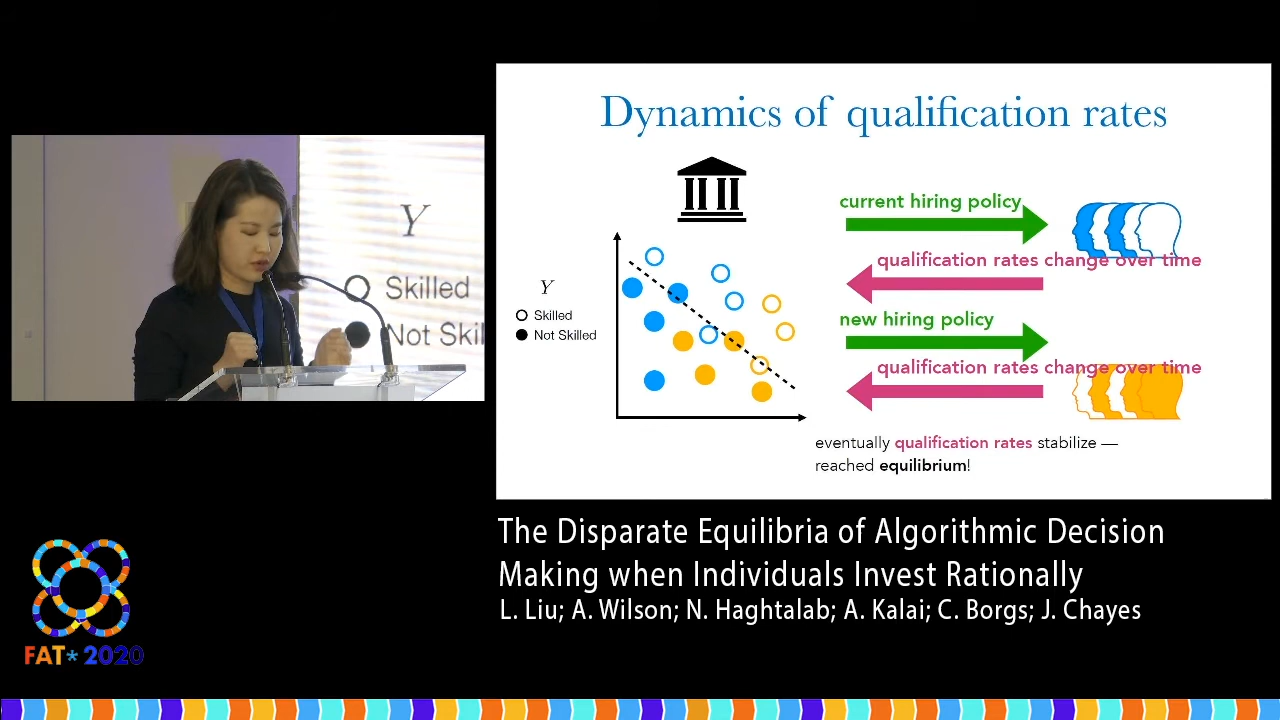 Dynamics of qualification rates
current hiring policy
qualification rates change over time
new hiring policy
qualification rates change over time
Y
Skilled
Not Skilled
eventually qualification rates stabilize —
reached equilibrium!
Y
Skilled
Not Skil
The Disparate Equilibria of Algorithmic Decision
Making when Individuals Invest Rationally
L. Liu; A. Wilson; N. Haghtalab; A. Kalai; C. Borgs; J. Chayes
FAT* 2020